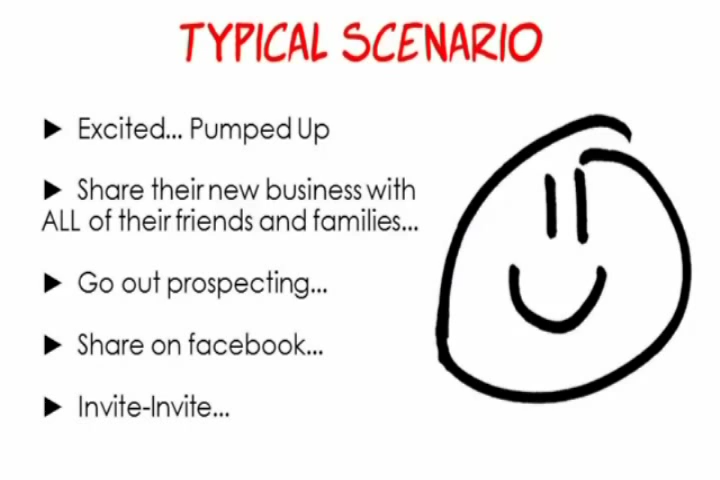 TYPICAL SCENARIO
► Excited... Pumped Up
► Share their new business with
ALL of their friends and families...
► Go out prospecting...
► Share on facebook...
► Invite-Invite...